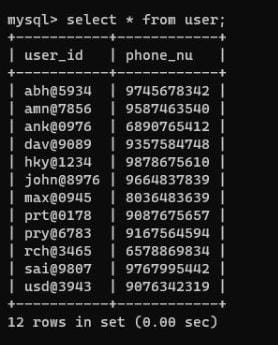 mysql> select * from user;
+-----------+------------+
| user_id   | phone_nu   |
+-----------+------------+
| abh@5934  | 9745678342 |
| amn@7856  | 9587463540 |
| ank@0976  | 6890765412 |
| dav@9089  | 9357584748 |
| hky@1234  | 9878675610 |
| john@8976 | 9664837839 |
| max@0945  | 8036483639 |
| prt@0178  | 9087675657 |
| pry@6783  | 9167564594 |
| rch@3465  | 6578869834 |
| sai@9807  | 9767995442 |
| usd@3943  | 9076342319 |
+-----------+------------+
12 rows in set (0.00 sec)